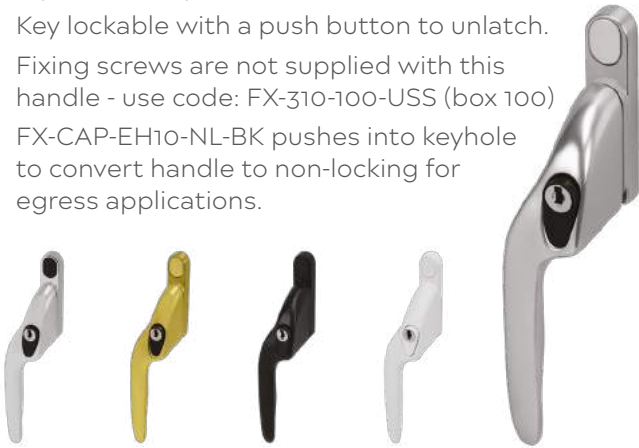 Key lockable with a push button to unlatch.
Fixing screws are not supplied with this
handle - use code: FX-310-100-USS (box 100)
FX-CAP-EH10-NL-BK pushes into keyhole
to convert handle to non-locking for
egress applications.